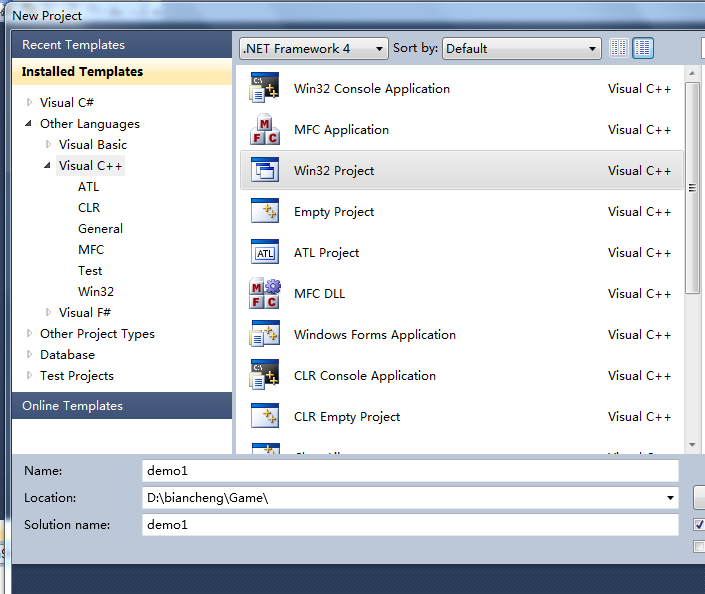 New Project
Recent Templates
Installed Templates
Visual C#
Other Languages
Visual Basic
Visual C++
ATL
CLR
General
MFC
Test
Win32
Visual F#
Other Project Types
Database
Test Projects
Online Templates
.NET Framework 4 Sort by: Default
Win32 Console Application Visual C++
MFC Application Visual C++
Win32 Project Visual C++
Empty Project Visual C++
ATL Project Visual C++
MFC DLL Visual C++
Windows Forms Application Visual C++
CLR Console Application Visual C++
CLR Empty Project Visual C++
Name: demo1
Location: D:\biancheng\Game\
Solution name: demo1